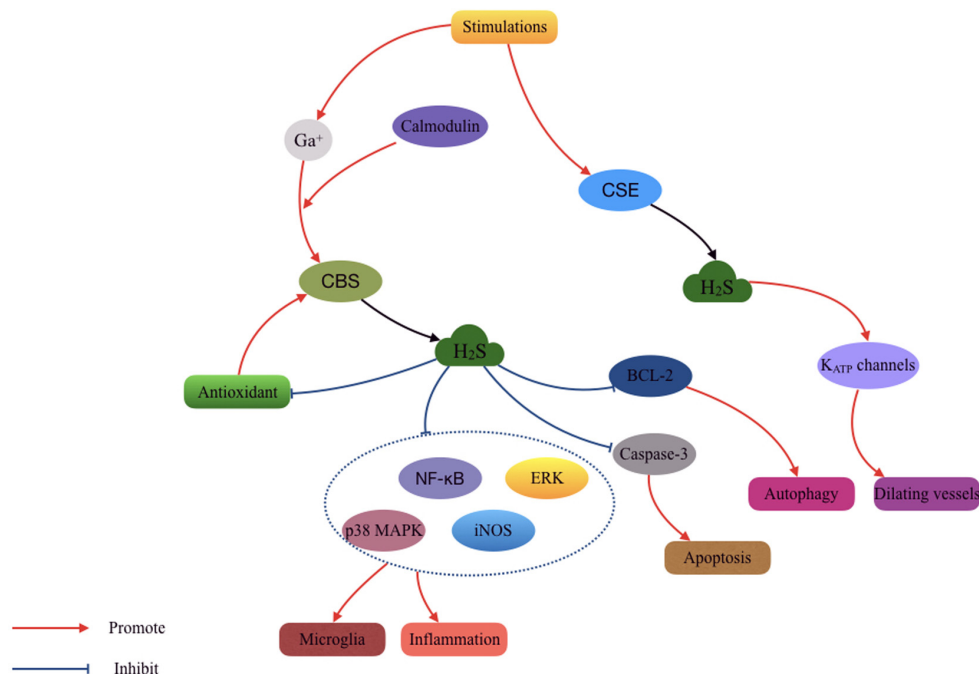 Stimulations
Ga⁺
Calmodulin
CSE
CBS
H₂S
H₂S
Antioxidant
BCL-2
K_ATP channels
NF-κB
ERK
Caspase-3
p38 MAPK
iNOS
Autophagy
Dilating vessels
Apoptosis
Microglia
Inflammation
Promote
Inhibit